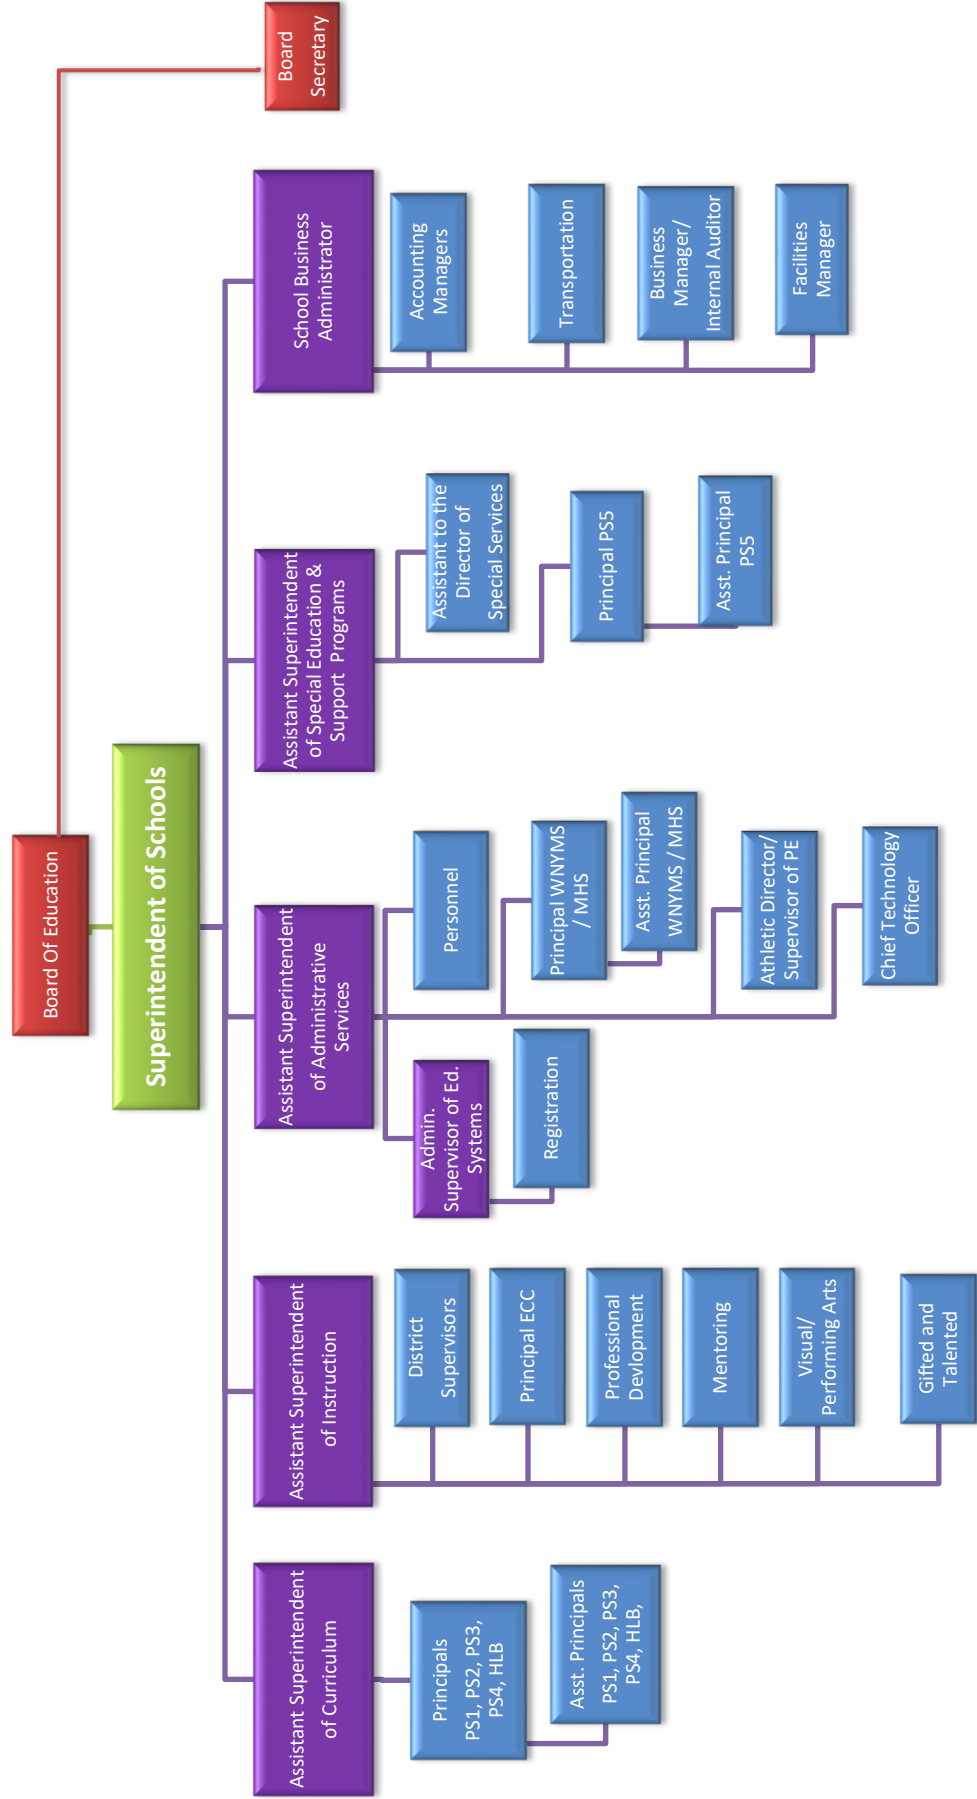 Board Of Education
Superintendent of Schools
Board
Secretary
Assistant Superintendent
of Curriculum
Principals
PS1, PS2, PS3,
PS4, HLB
Asst. Principals
PS1, PS2, PS3,
PS4, HLB,
Assistant Superintendent
of Instruction
District
Supervisors
Principal ECC
Professional
Devlopment
Mentoring
Visual/
Performing Arts
Gifted and
Talented
Assistant Superintendent
of Administrative
Services
Admin.
Supervisor of Ed.
Systems
Registration
Personnel
Principal WNYMS
/ MHS
Asst. Principal
WNYMS / MHS
Athletic Director/
Supervisor of PE
Chief Technology
Officer
Assistant Superintendent
of Special Education &
Support Programs
Assistant to the
Director of
Special Services
Principal PS5
Asst. Principal
PS5
School Business
Administrator
Accounting
Managers
Transportation
Business
Manager/
Internal Auditor
Facilities
Manager